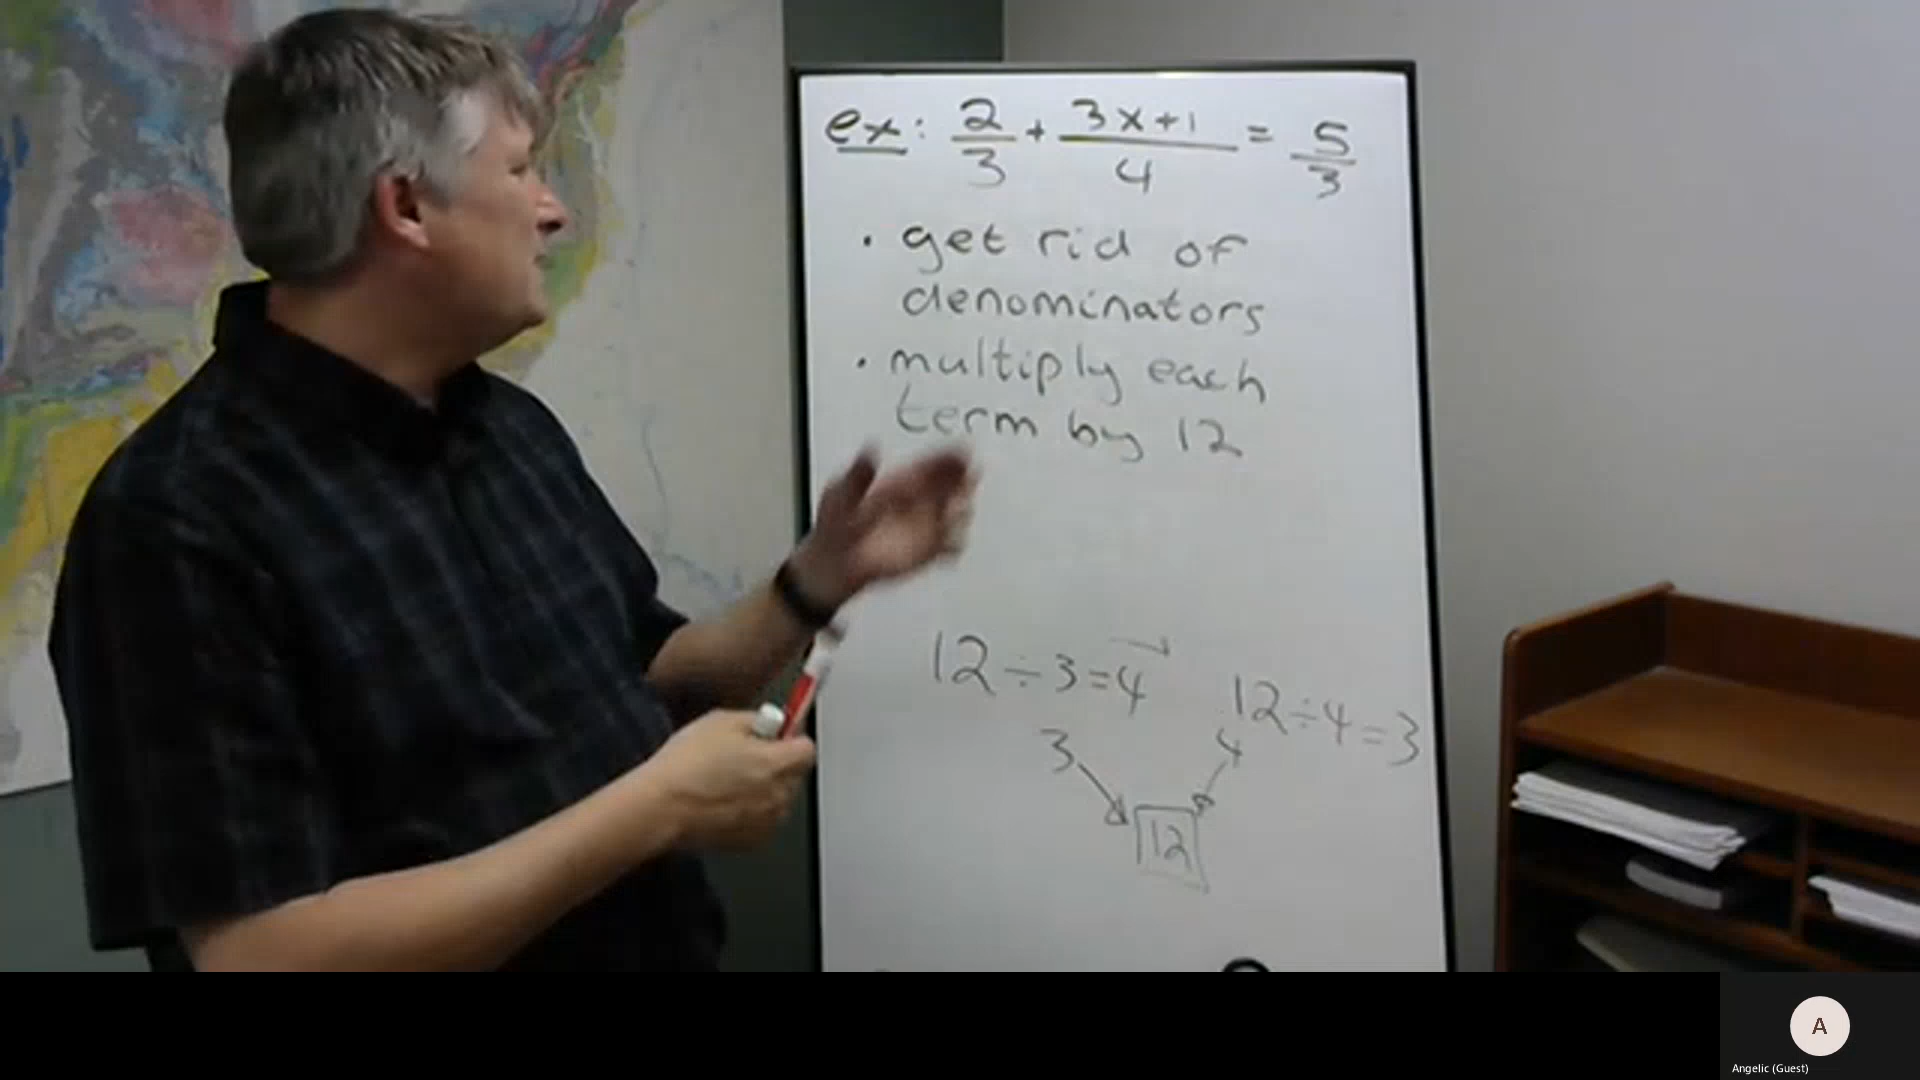 ex: 2/3 + 3x+1/4 = 5/3
• get rid of
denominators
• multiply each
term by 12
12÷3=4
12÷4=3
3
4
12
A
Angelic (Guest)